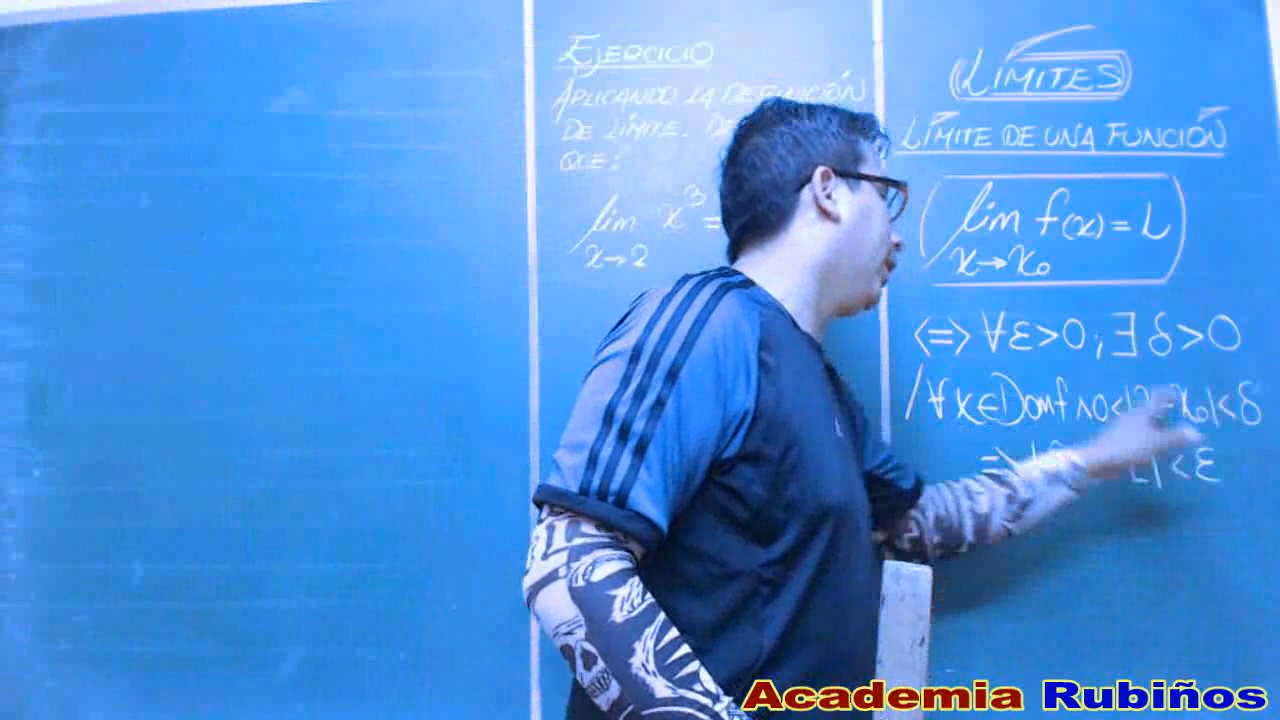 EJERCICIO
APLICANDO LA DEFINICIÓN
DE LÍMITE.
QUE:
lim x³ =
x→2
LÍMITES
LÍMITE DE UNA FUNCIÓN
lim f(x) = L
x→x₀
<=> ∀ε>0, ∃ δ>0
/∀x∈Domf ∧ 0<|x-x₀|<δ
=> L|<ε
Academia Rubiños